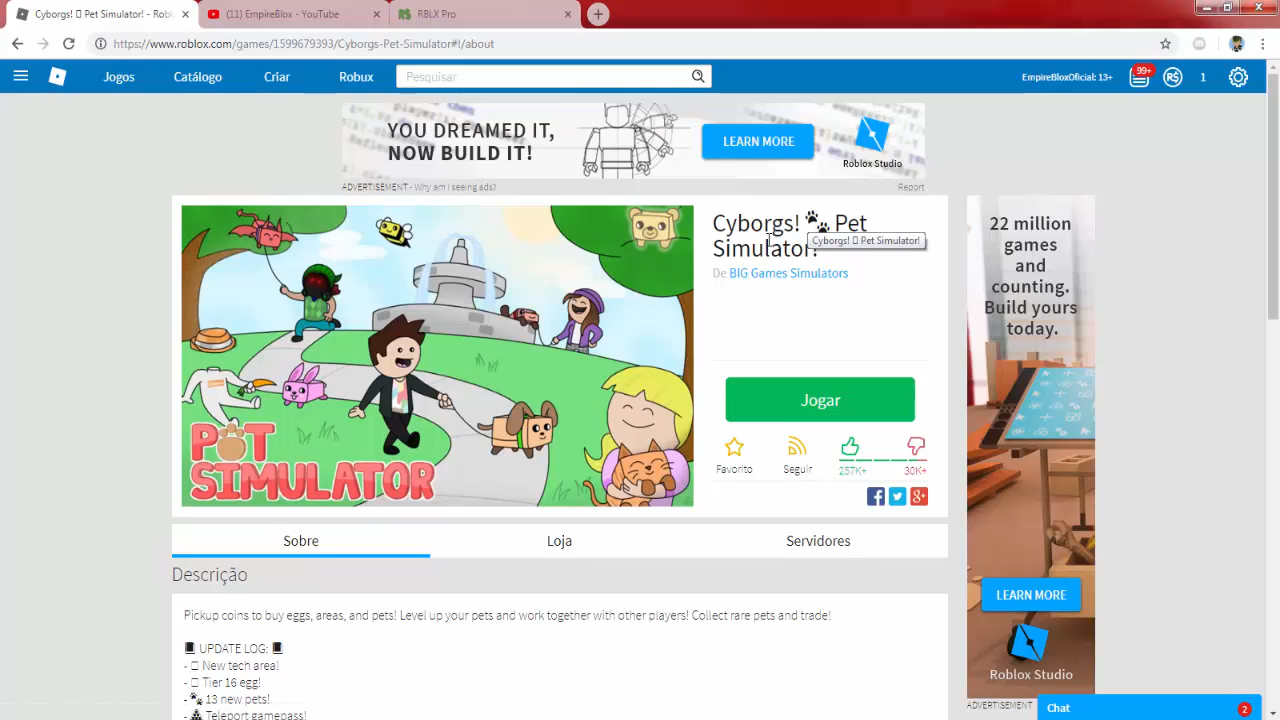 Cyborgs! 🐾 Pet Simulator! - Rob
(11) EmpireBlox - YouTube
RBLX Pro
https://www.roblox.com/games/1599679393/Cyborgs-Pet-Simulator#!/about
Jogos
Catálogo
Criar
Robux
Pesquisar
EmpireBloxOficial: 13+
99+
R$
1
YOU DREAMED IT,
NOW BUILD IT!
LEARN MORE
Roblox Studio
ADVERTISEMENT - Why am I seeing ads?
Report
PET
SIMULATOR
Cyborgs! 🐾 Pet
Simulator!
Cyborgs! 🐾 Pet Simulator!
De BIG Games Simulators
Jogar
Favorito
Seguir
257K+
30K+
22 million
games
and
counting.
Build yours
today.
LEARN MORE
Roblox Studio
ADVERTISEMENT
Sobre
Loja
Servidores
Descrição
Pickup coins to buy eggs, areas, and pets! Level up your pets and work together with other players! Collect rare pets and trade!
UPDATE LOG:
- New tech area!
- Tier 16 egg!
- 🐾 13 new pets!
- Teleport gamepass!
Chat
2